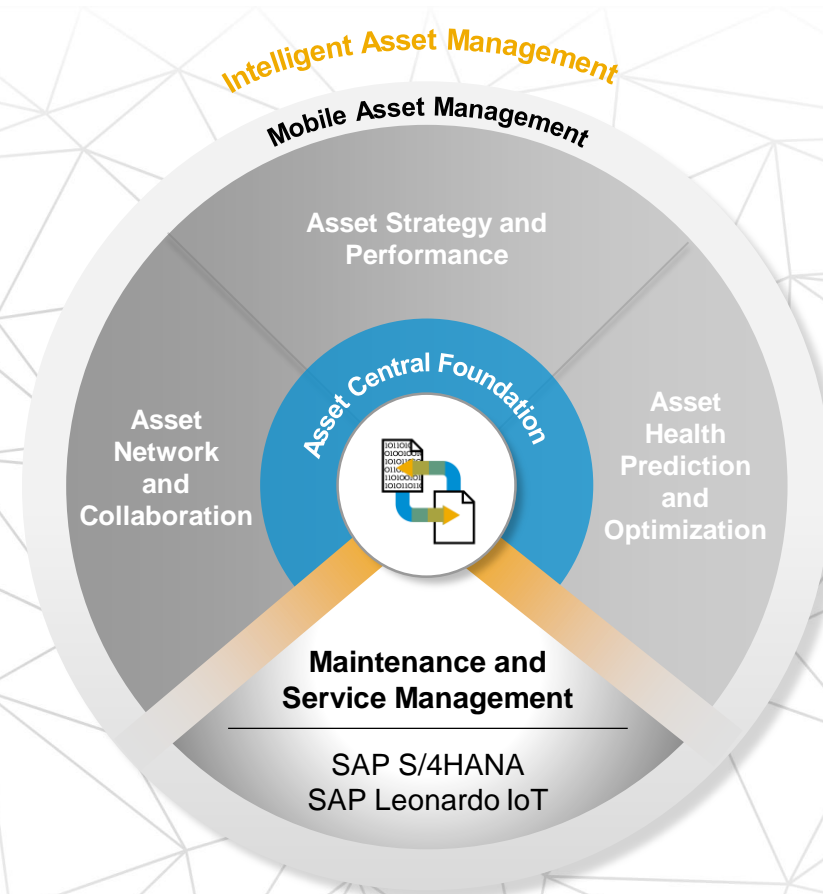 Intelligent Asset Management
Mobile Asset Management
Asset Strategy and
Performance
Asset Central Foundation
Asset
Network
and
Collaboration
Asset
Health
Prediction
and
Optimization
Maintenance and
Service Management
SAP S/4HANA
SAP Leonardo IoT